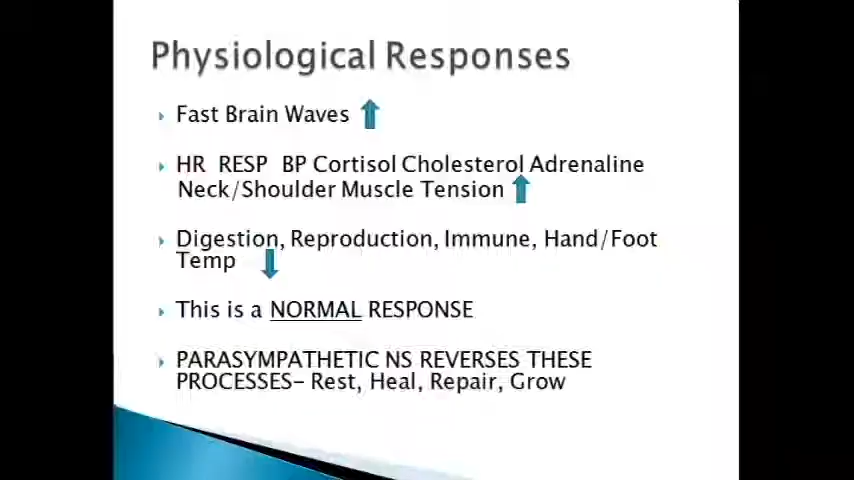 Physiological Responses
Fast Brain Waves
HR RESP BP Cortisol Cholesterol Adrenaline
Neck/Shoulder Muscle Tension
Digestion, Reproduction, Immune, Hand/Foot
Temp
This is a NORMAL RESPONSE
PARASYMPATHETIC NS REVERSES THESE
PROCESSES- Rest, Heal, Repair, Grow